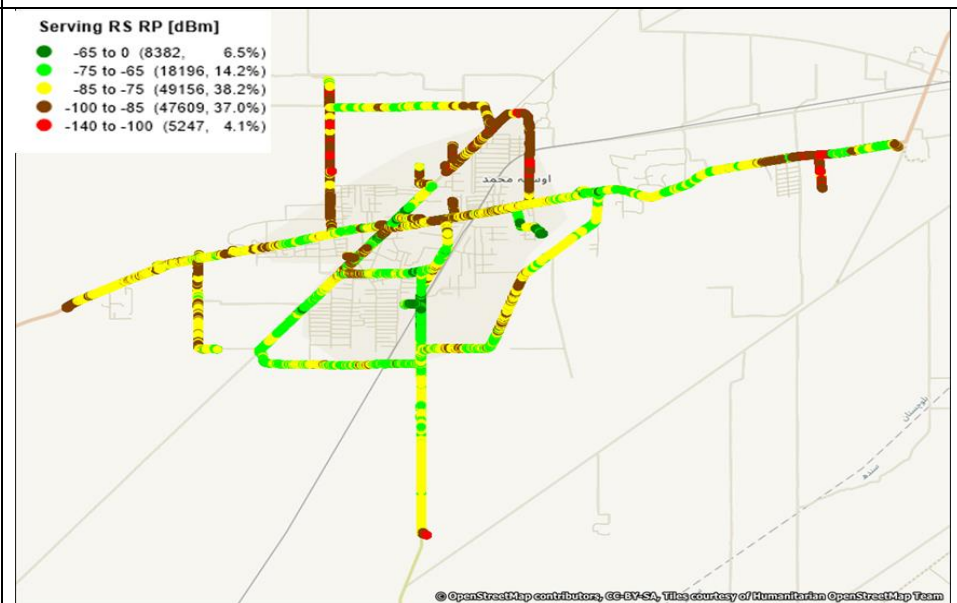 Serving RS RP [dBm]
-65 to 0 (8382, 6.5%)
-75 to -65 (18196, 14.2%)
-85 to -75 (49156, 38.2%)
-100 to -85 (47609, 37.0%)
-140 to -100 (5247, 4.1%)
محمد
بلوچستان
سندھ
© OpenStreetMap contributors, CC-BY-SA, Tiles courtesy of Humanitarian OpenStreetMap Team